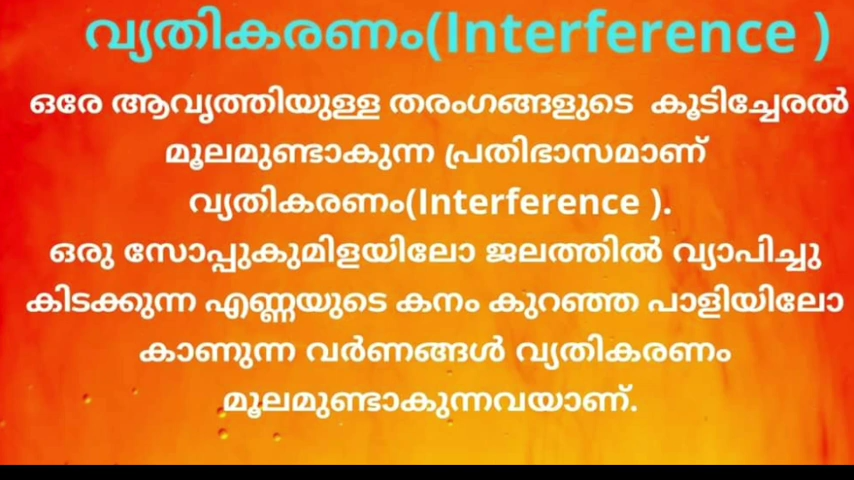 വ്യതികരണം(Interference )
ഒരേ ആവൃത്തിയുള്ള തരംഗങ്ങളുടെ കൂടിച്ചേരൽ
മൂലമുണ്ടാകുന്ന പ്രതിഭാസമാണ്
വ്യതികരണം(Interference ).
ഒരു സോപ്പുകുമിളയിലോ ജലത്തിൽ വ്യാപിച്ചു
കിടക്കുന്ന എണ്ണയുടെ കനം കുറഞ്ഞ പാളിയിലോ
കാണുന്ന വർണങ്ങൾ വ്യതികരണം
മൂലമുണ്ടാകുന്നവയാണ്.